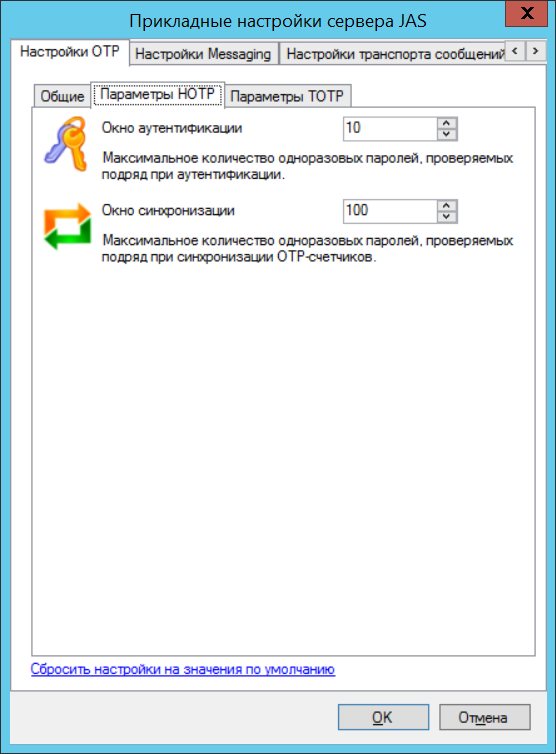 Прикладные настройки сервера JAS
x
Настройки OTP Настройки Messaging Настройки транспорта сообщений < >
Общие Параметры HOTP Параметры TOTP
Окно аутентификации 10
Максимальное количество одноразовых паролей, проверяемых
подряд при аутентификации.
Окно синхронизации 100
Максимальное количество одноразовых паролей, проверяемых
подряд при синхронизации OTP-счетчиков.
Сбросить настройки на значения по умолчанию
OK Отмена